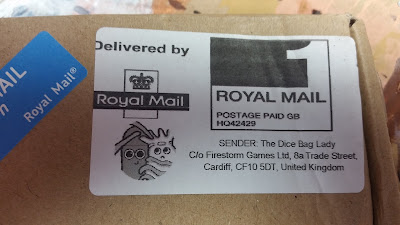 Delivered by
1
Royal Mail
ROYAL MAIL
POSTAGE PAID GB
HQ42429
SENDER: The Dice Bag Lady
C/o Firestorm Games Ltd, 8a Trade Street,
Cardiff, CF10 5DT, United Kingdom
MAIL
Royal Mail®